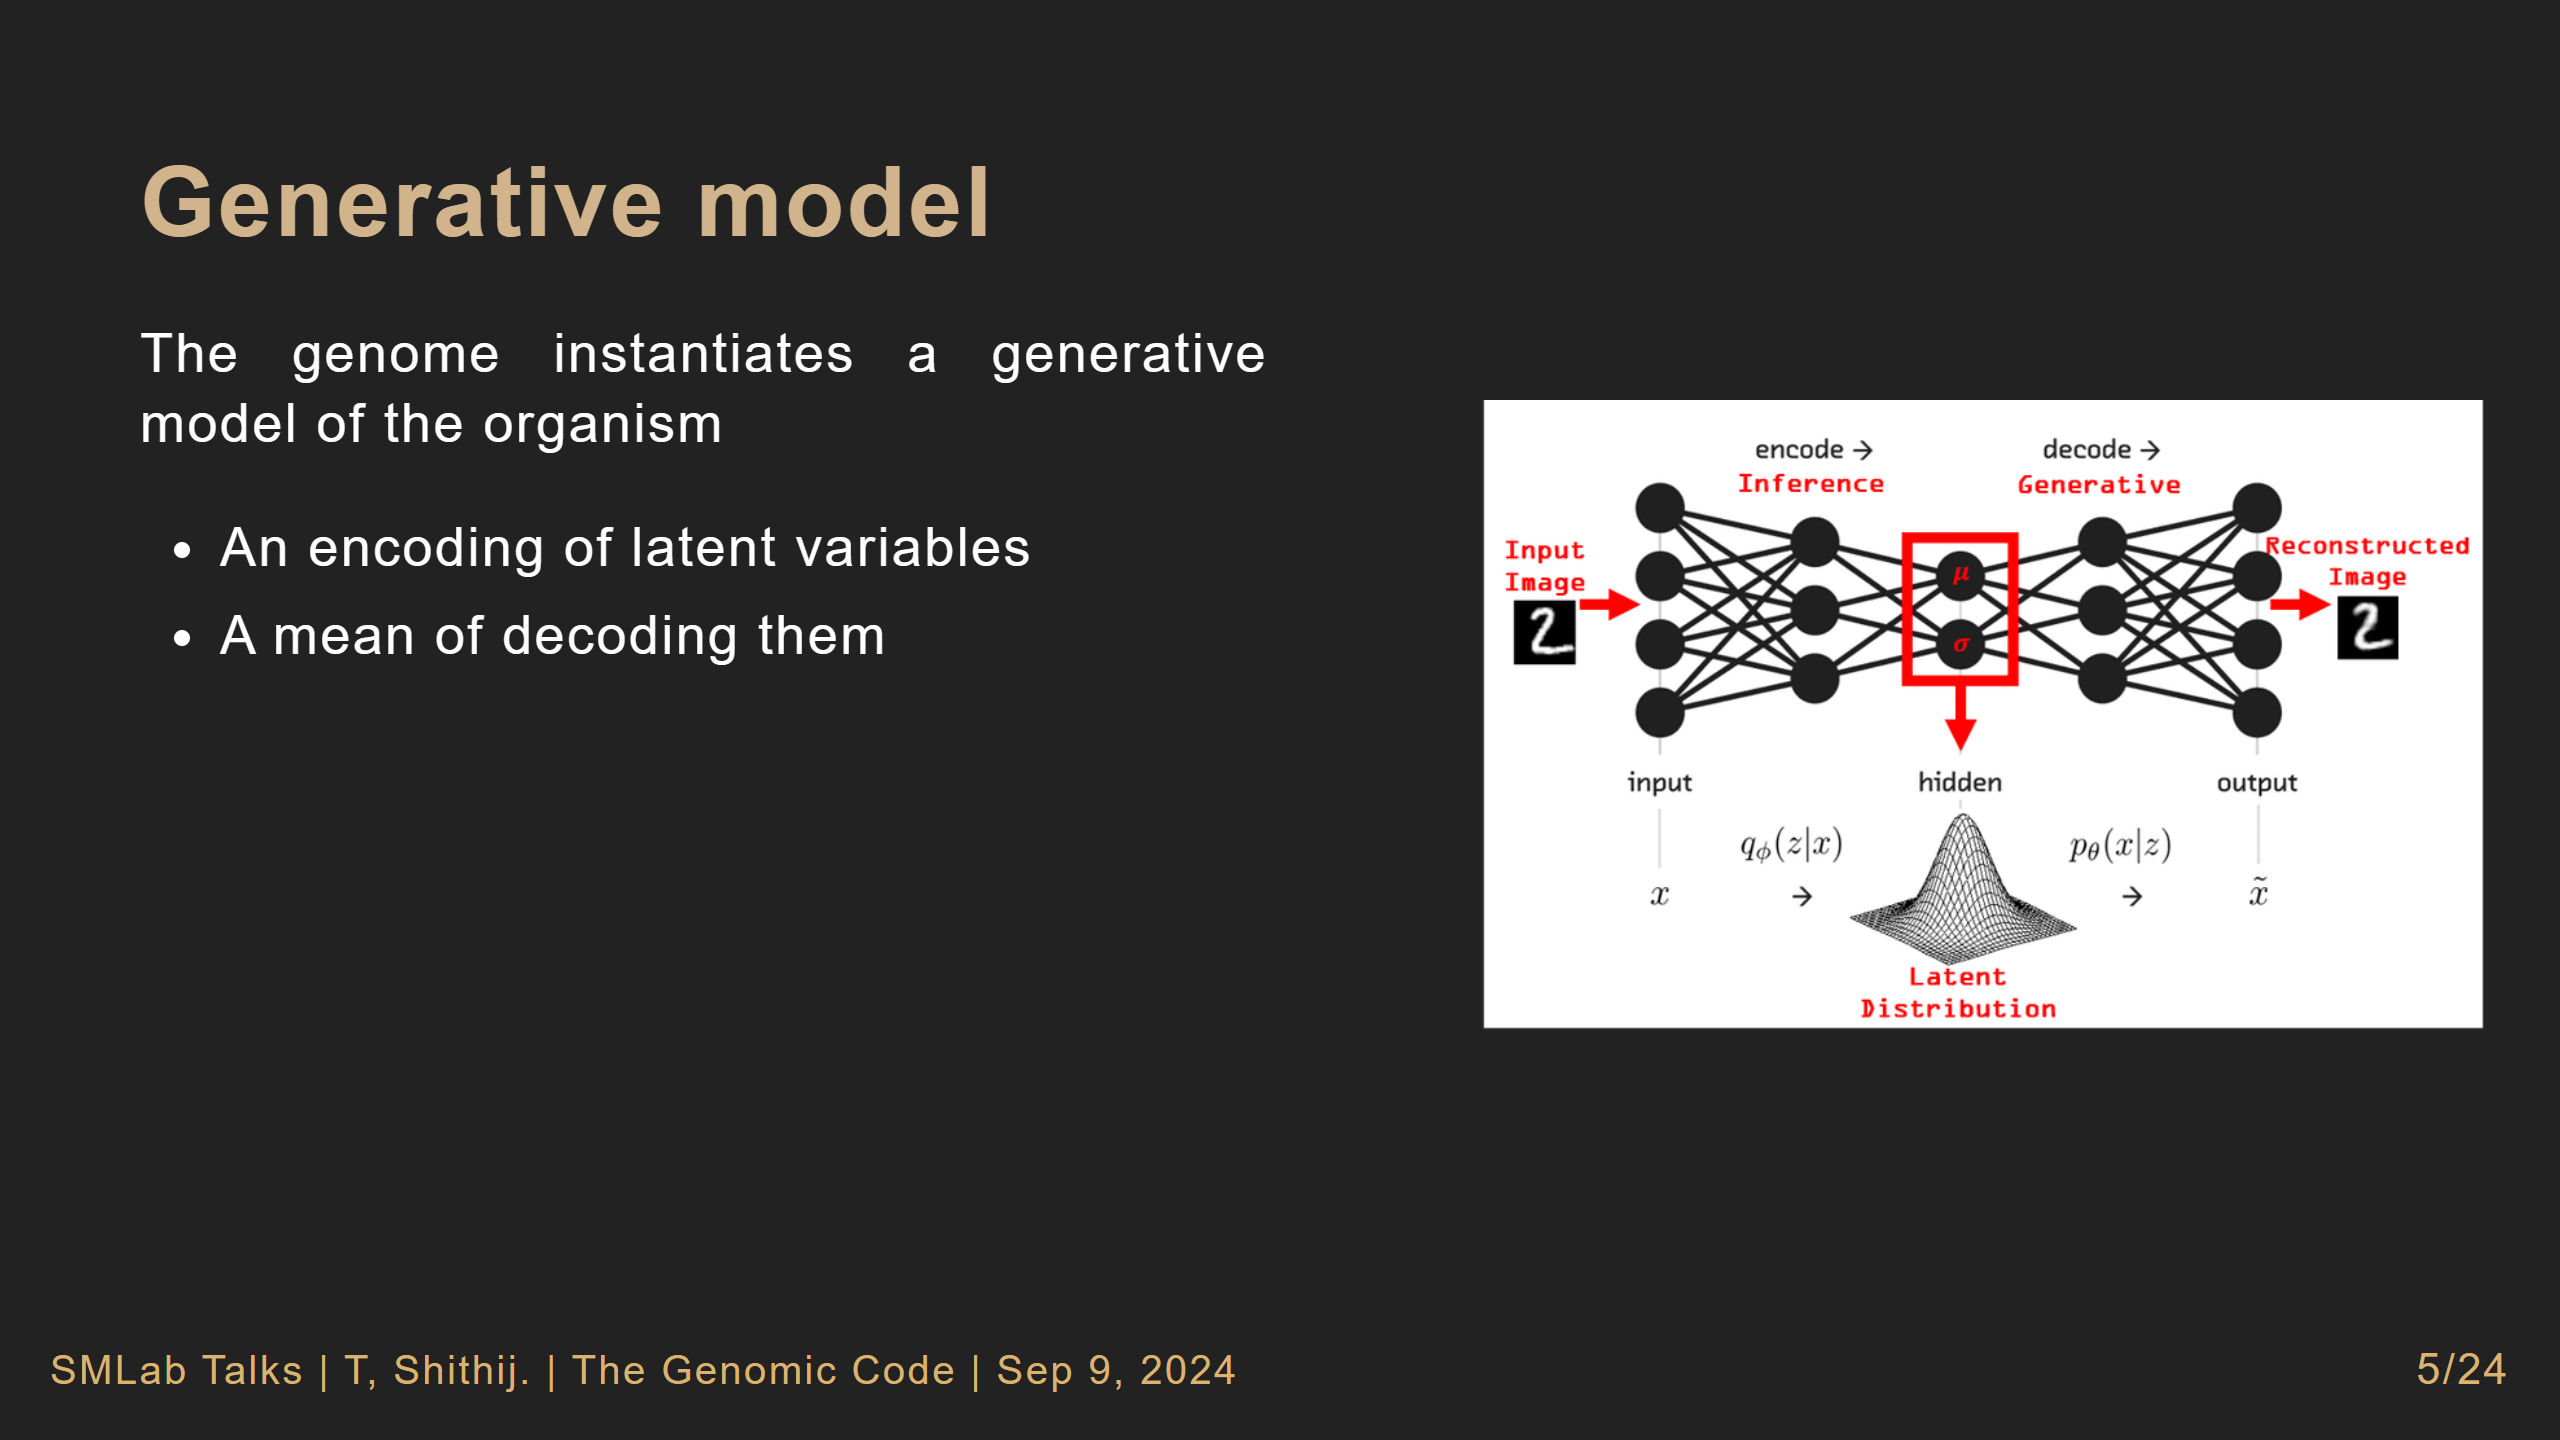 Generative model
The genome instantiates a generative
model of the organism
• An encoding of latent variables
• A mean of decoding them
encode →
Inference
decode →
Generative
Input
Image
Reconstructed
Image
2
2
μ
σ
input
hidden
output
qϕ(z|x)
pθ(x|z)
x
→
→
x̃
Latent
Distribution
SMLab Talks | T, Shithij. | The Genomic Code | Sep 9, 2024
5/24